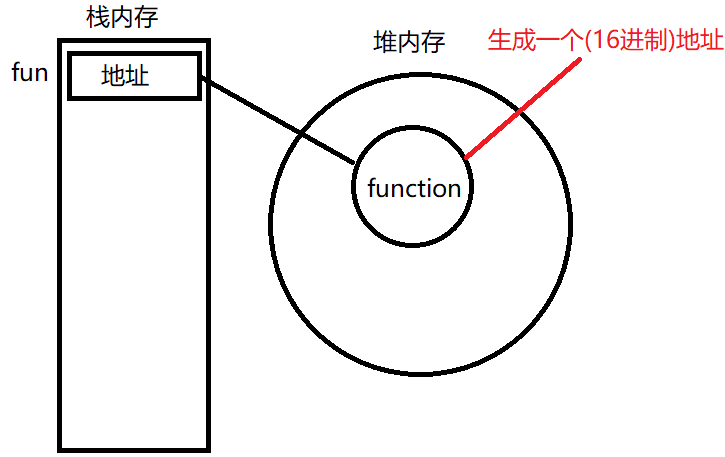 栈内存
堆内存
生成一个(16进制)地址
fun
地址
function